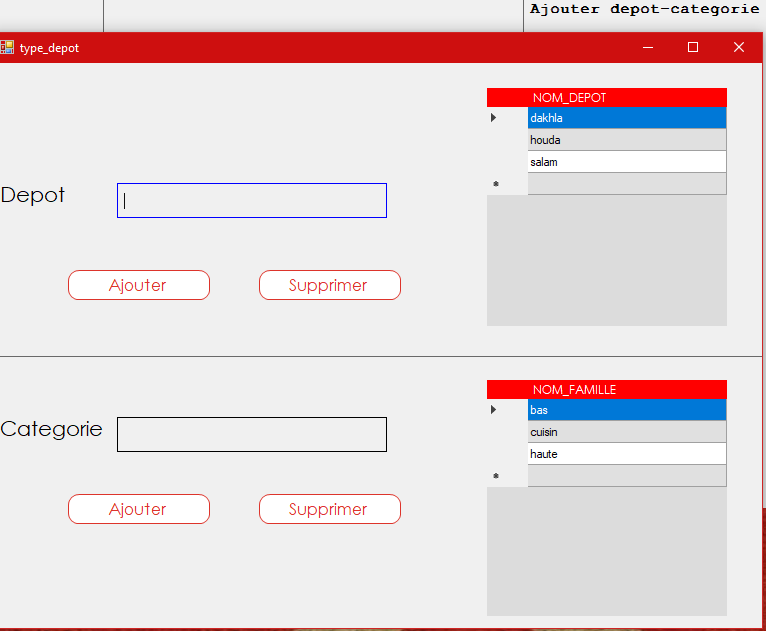 Ajouter depot-categorie
type_depot
NOM_DEPOT
dakhla
houda
salam
Depot
Ajouter
Supprimer
NOM_FAMILLE
bas
cuisin
haute
Categorie
Ajouter
Supprimer